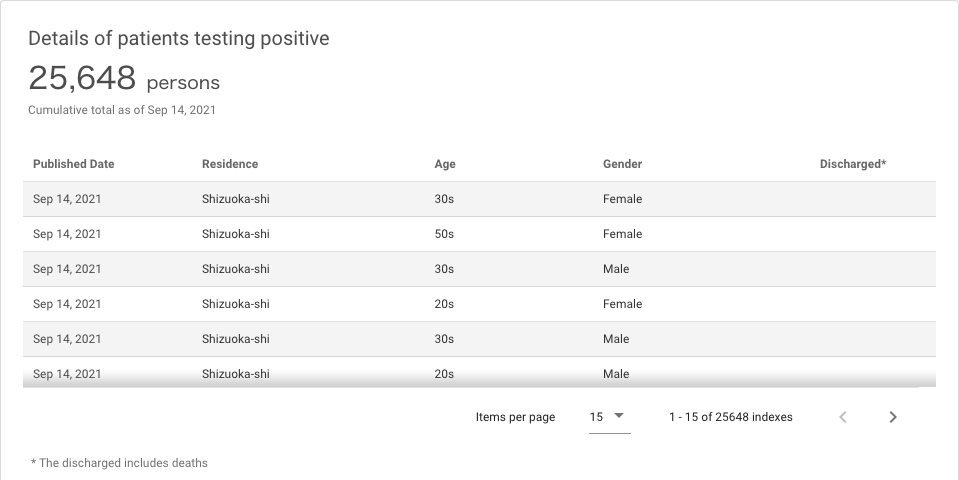 Details of patients testing positive
25,648 persons
Cumulative total as of Sep 14, 2021
Published Date Residence Age Gender Discharged*
Sep 14, 2021 Shizuoka-shi 30s Female
Sep 14, 2021 Shizuoka-shi 50s Female
Sep 14, 2021 Shizuoka-shi 30s Male
Sep 14, 2021 Shizuoka-shi 20s Female
Sep 14, 2021 Shizuoka-shi 30s Male
Sep 14, 2021 Shizuoka-shi 20s Male
Items per page 15 1 - 15 of 25648 indexes
* The discharged includes deaths